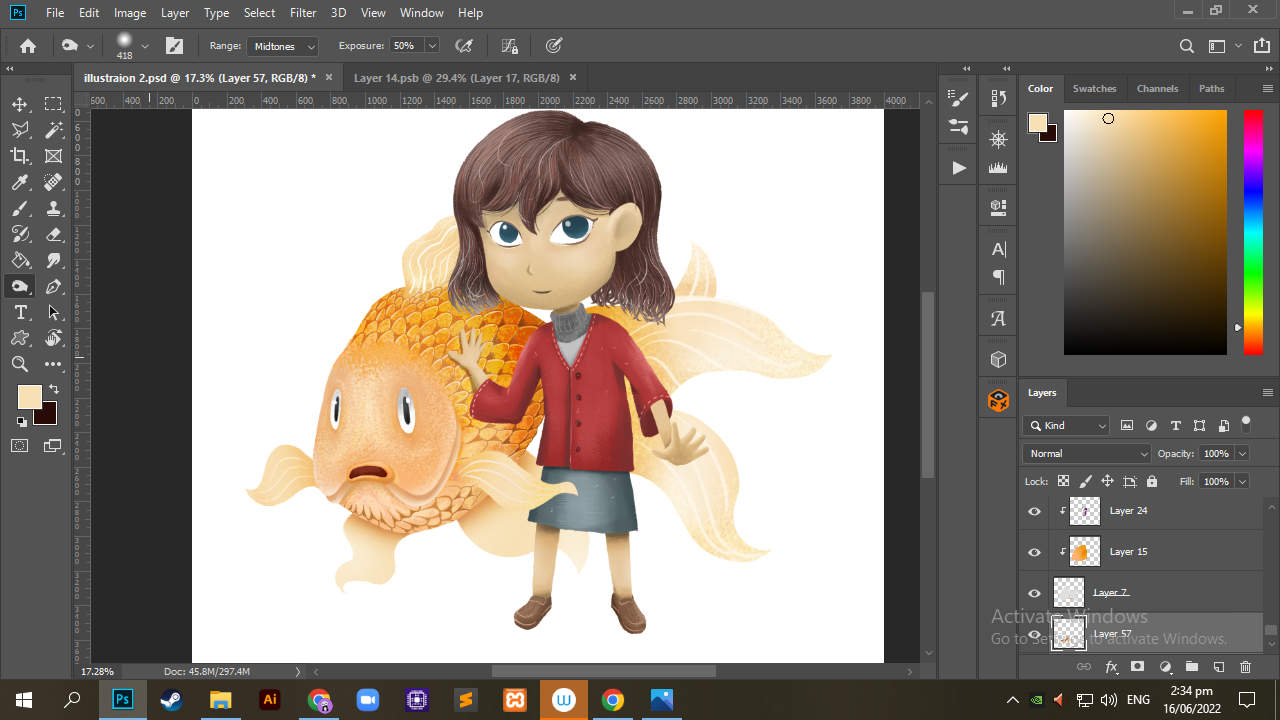 Ps File Edit Image Layer Type Select Filter 3D View Window Help
418 Range: Midtones Exposure: 50%
illustraion 2.psd @ 17.3% (Layer 57, RGB/8) * × Layer 14.psb @ 29.4% (Layer 17, RGB/8) ×
600 400 200 0 200 400 600 800 1000 1200 1400 1600 1800 2000 2200 2400 2600 2800 3000 3200 3400 3600 3800 4000
Color Swatches Channels Paths
Layers
Kind
Normal Opacity: 100%
Lock: Fill: 100%
Layer 24
Layer 15
Layer 7
Layer 57
Activate Windows
Go to Settings to activate Windows.
17.28% Doc: 45.8M/297.4M
Ps Ai W ENG 2:34 pm
16/06/2022